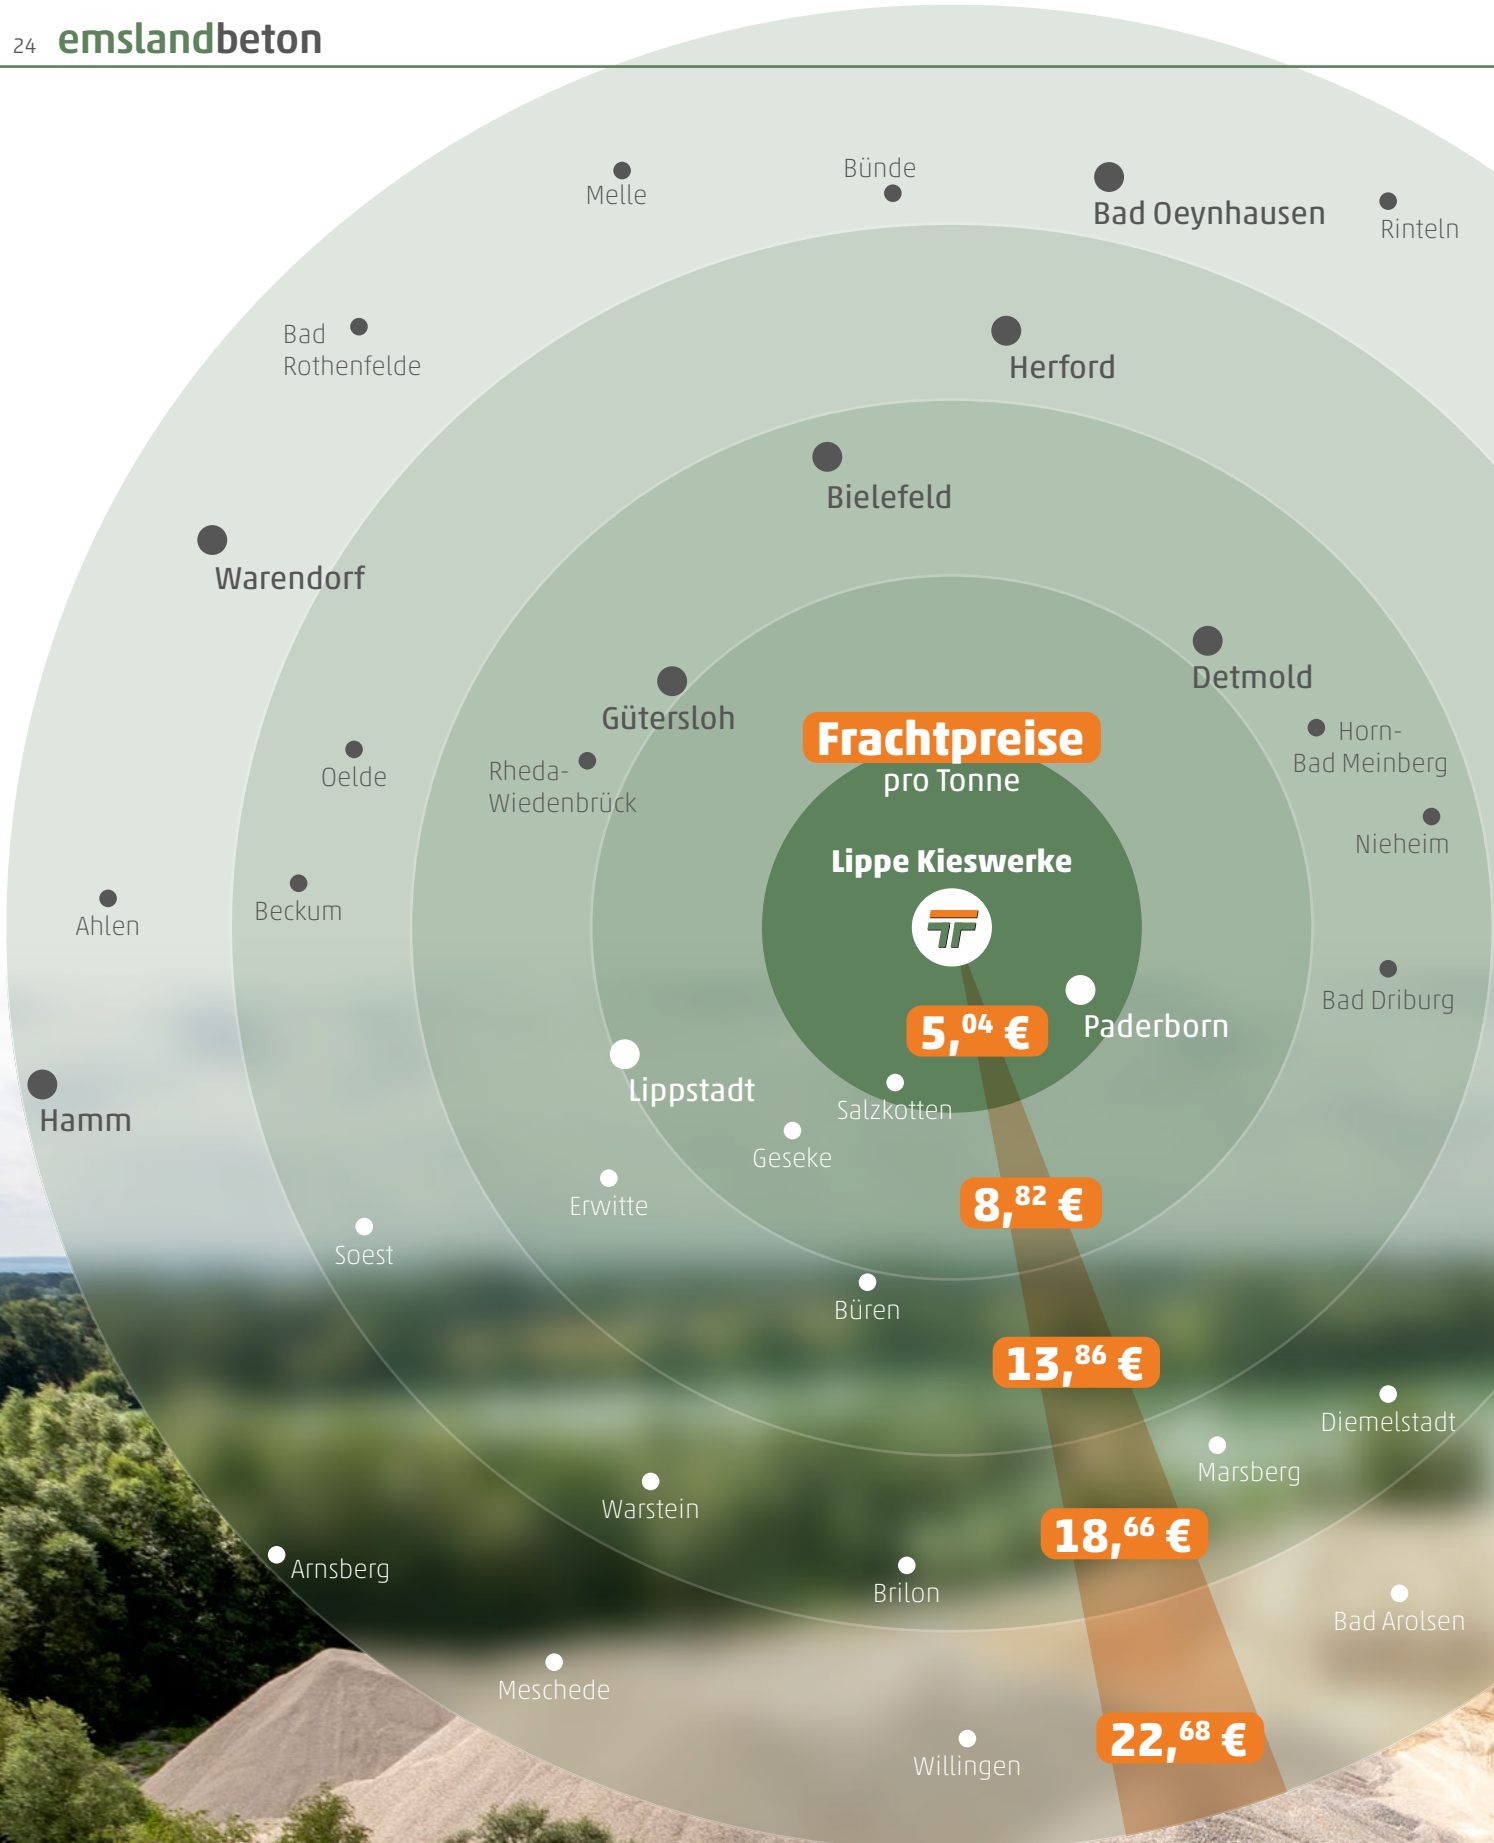 24 emslandbeton
Bünde
Melle
Bad Oeynhausen
Rinteln
Bad
Rothenfelde
Herford
Bielefeld
Warendorf
Detmold
Gütersloh
Frachtpreise
pro Tonne
Horn-
Bad Meinberg
Rheda-
Wiedenbrück
Oelde
Nieheim
Lippe Kieswerke
Beckum
Ahlen
Bad Driburg
5,04 €
Paderborn
Lippstadt
Hamm
Salzkotten
Geseke
Erwitte
8,82 €
Soest
Büren
13,86 €
Diemelstadt
Marsberg
Warstein
18,66 €
Arnsberg
Brilon
Bad Arolsen
Meschede
22,68 €
Willingen